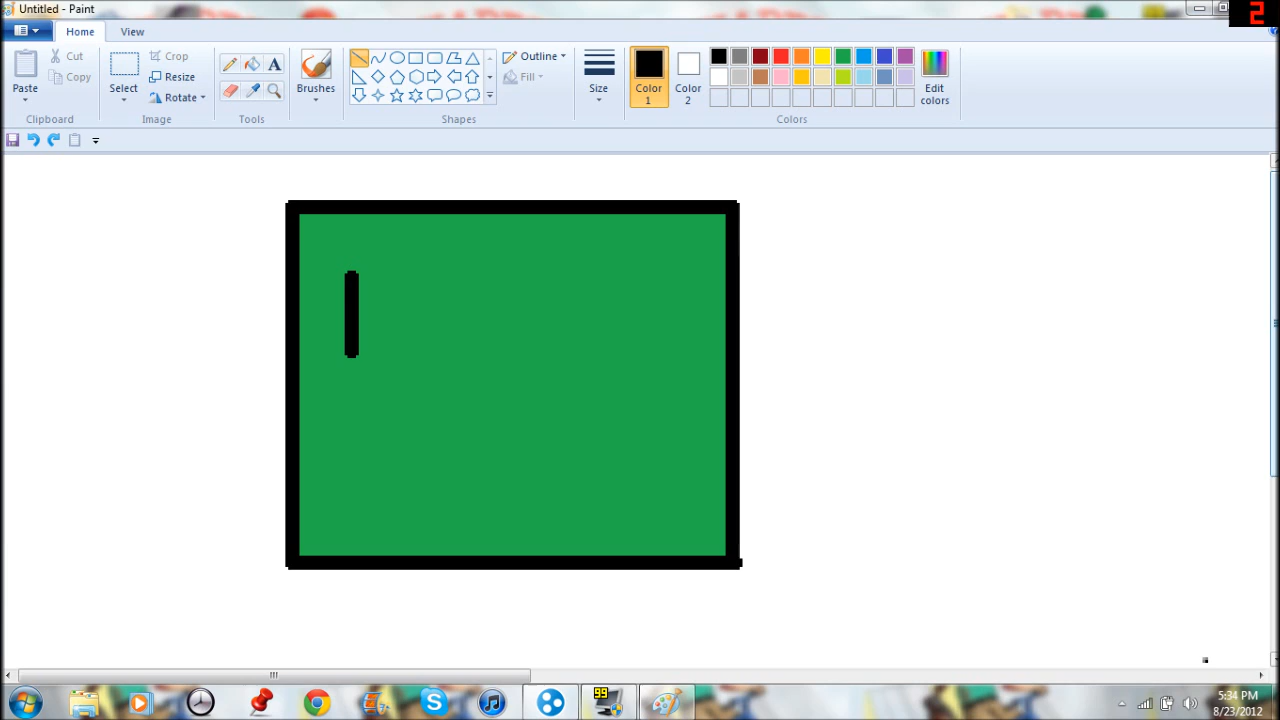 Untitled - Paint
2
Home View
Paste
Cut
Copy
Clipboard
Select
Crop
Resize
Rotate
Image
A
Tools
Brushes
Outline
Fill
Shapes
Size
Color 1
Color 2
Edit colors
Colors
99
S
5:34 PM
8/23/2012